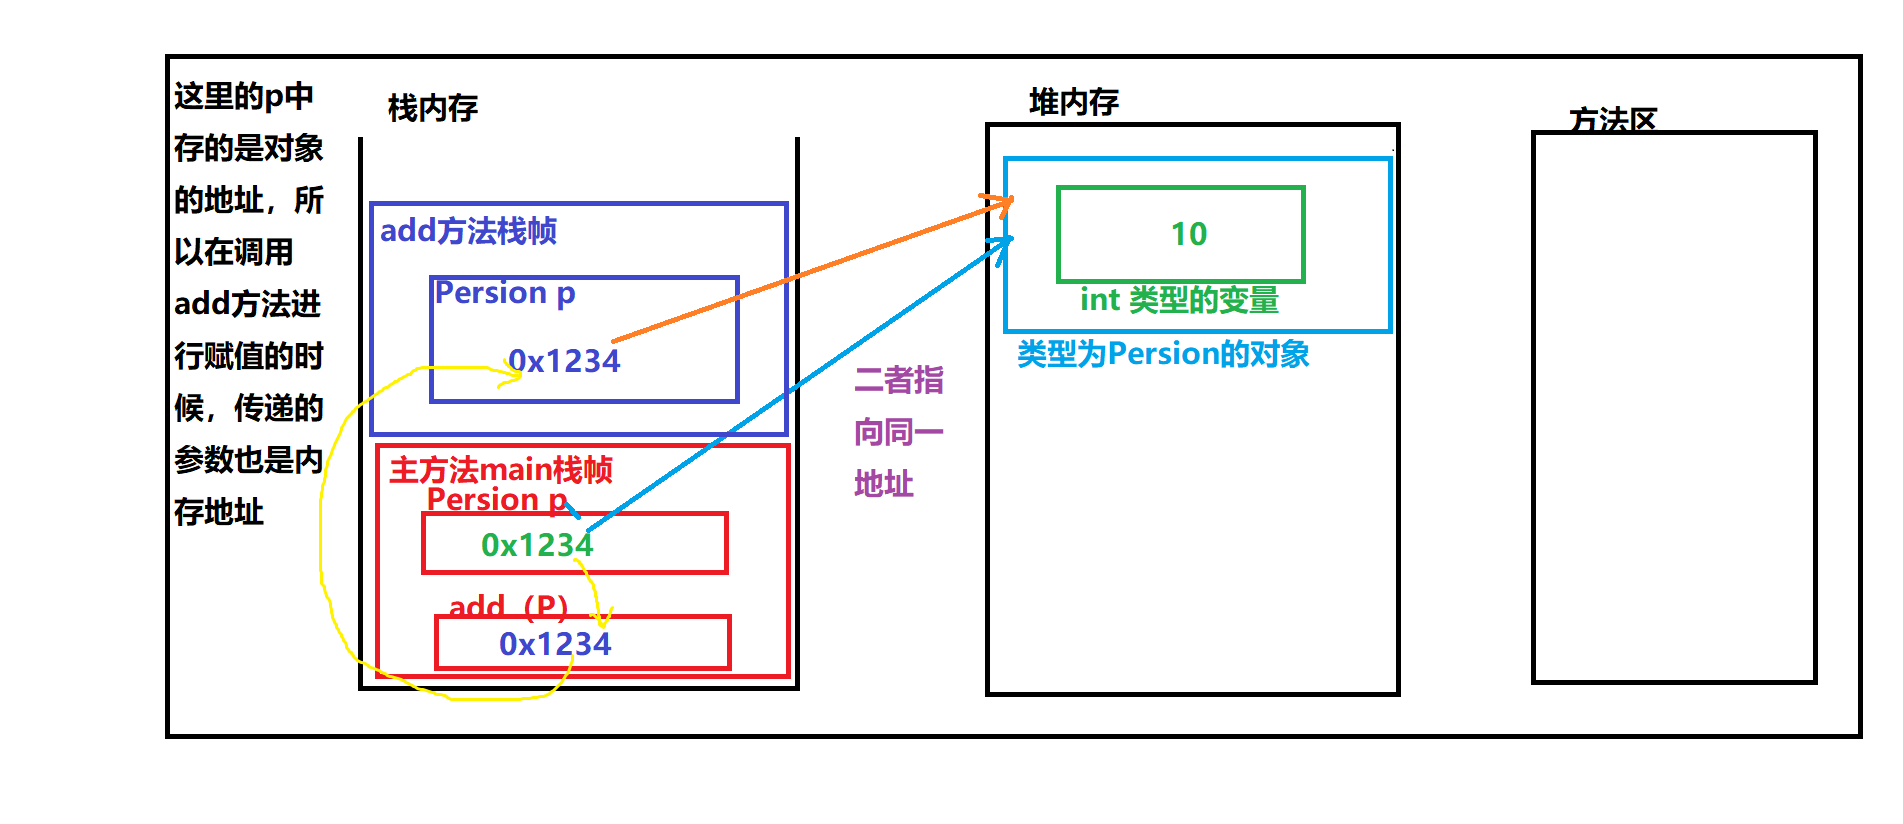 这里的p中
存的是对象
的地址，所
以在调用
add方法进
行赋值的时
候，传递的
参数也是内
存地址
栈内存
add方法栈帧
Persion p
0x1234
主方法main栈帧
Persion p
0x1234
add（P）
0x1234
二者指
向同一
地址
堆内存
10
int 类型的变量
类型为Persion的对象
方法区